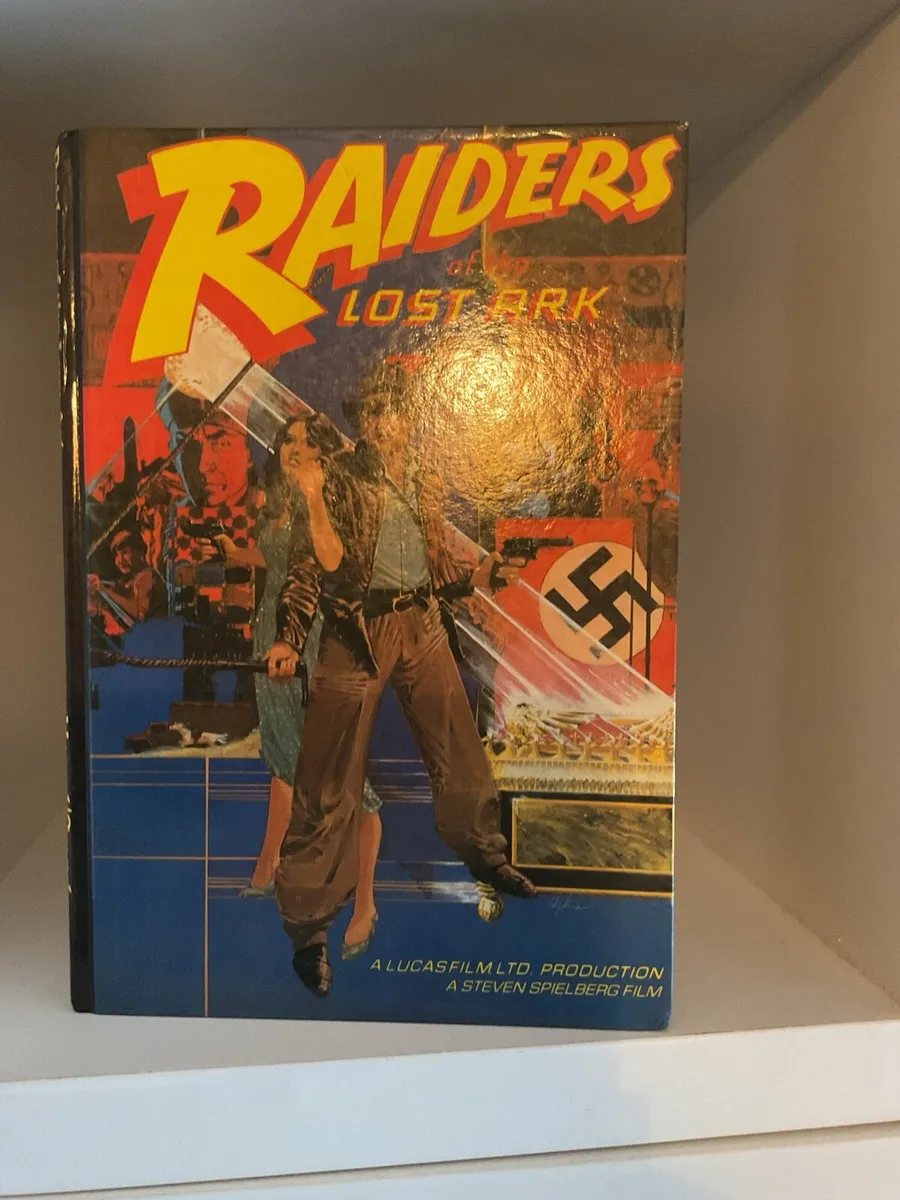 RAIDERS
of the
LOST ARK
A LUCASFILM LTD. PRODUCTION
A STEVEN SPIELBERG FILM